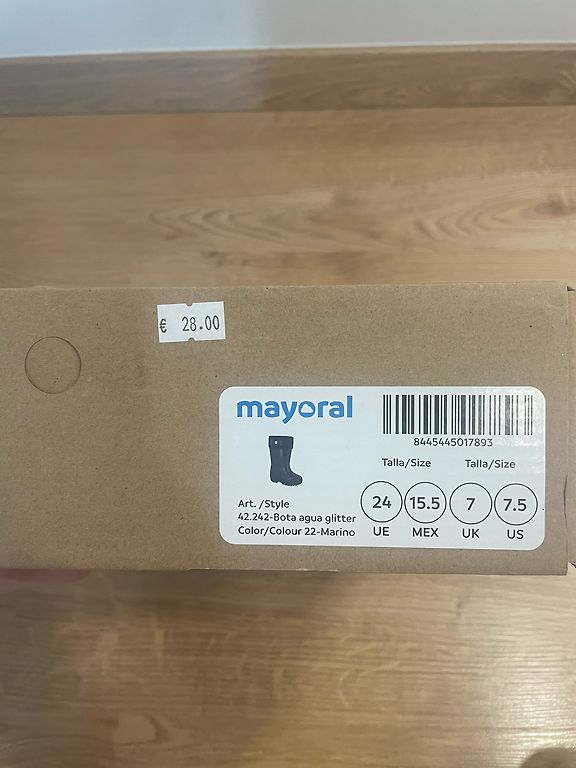 € 28.00
mayoral
8445445017893
Talla/Size Talla/Size
24 15.5 7 7.5
UE MEX UK US
Art. /Style
42.242-Bota agua glitter
Color/Colour 22-Marino